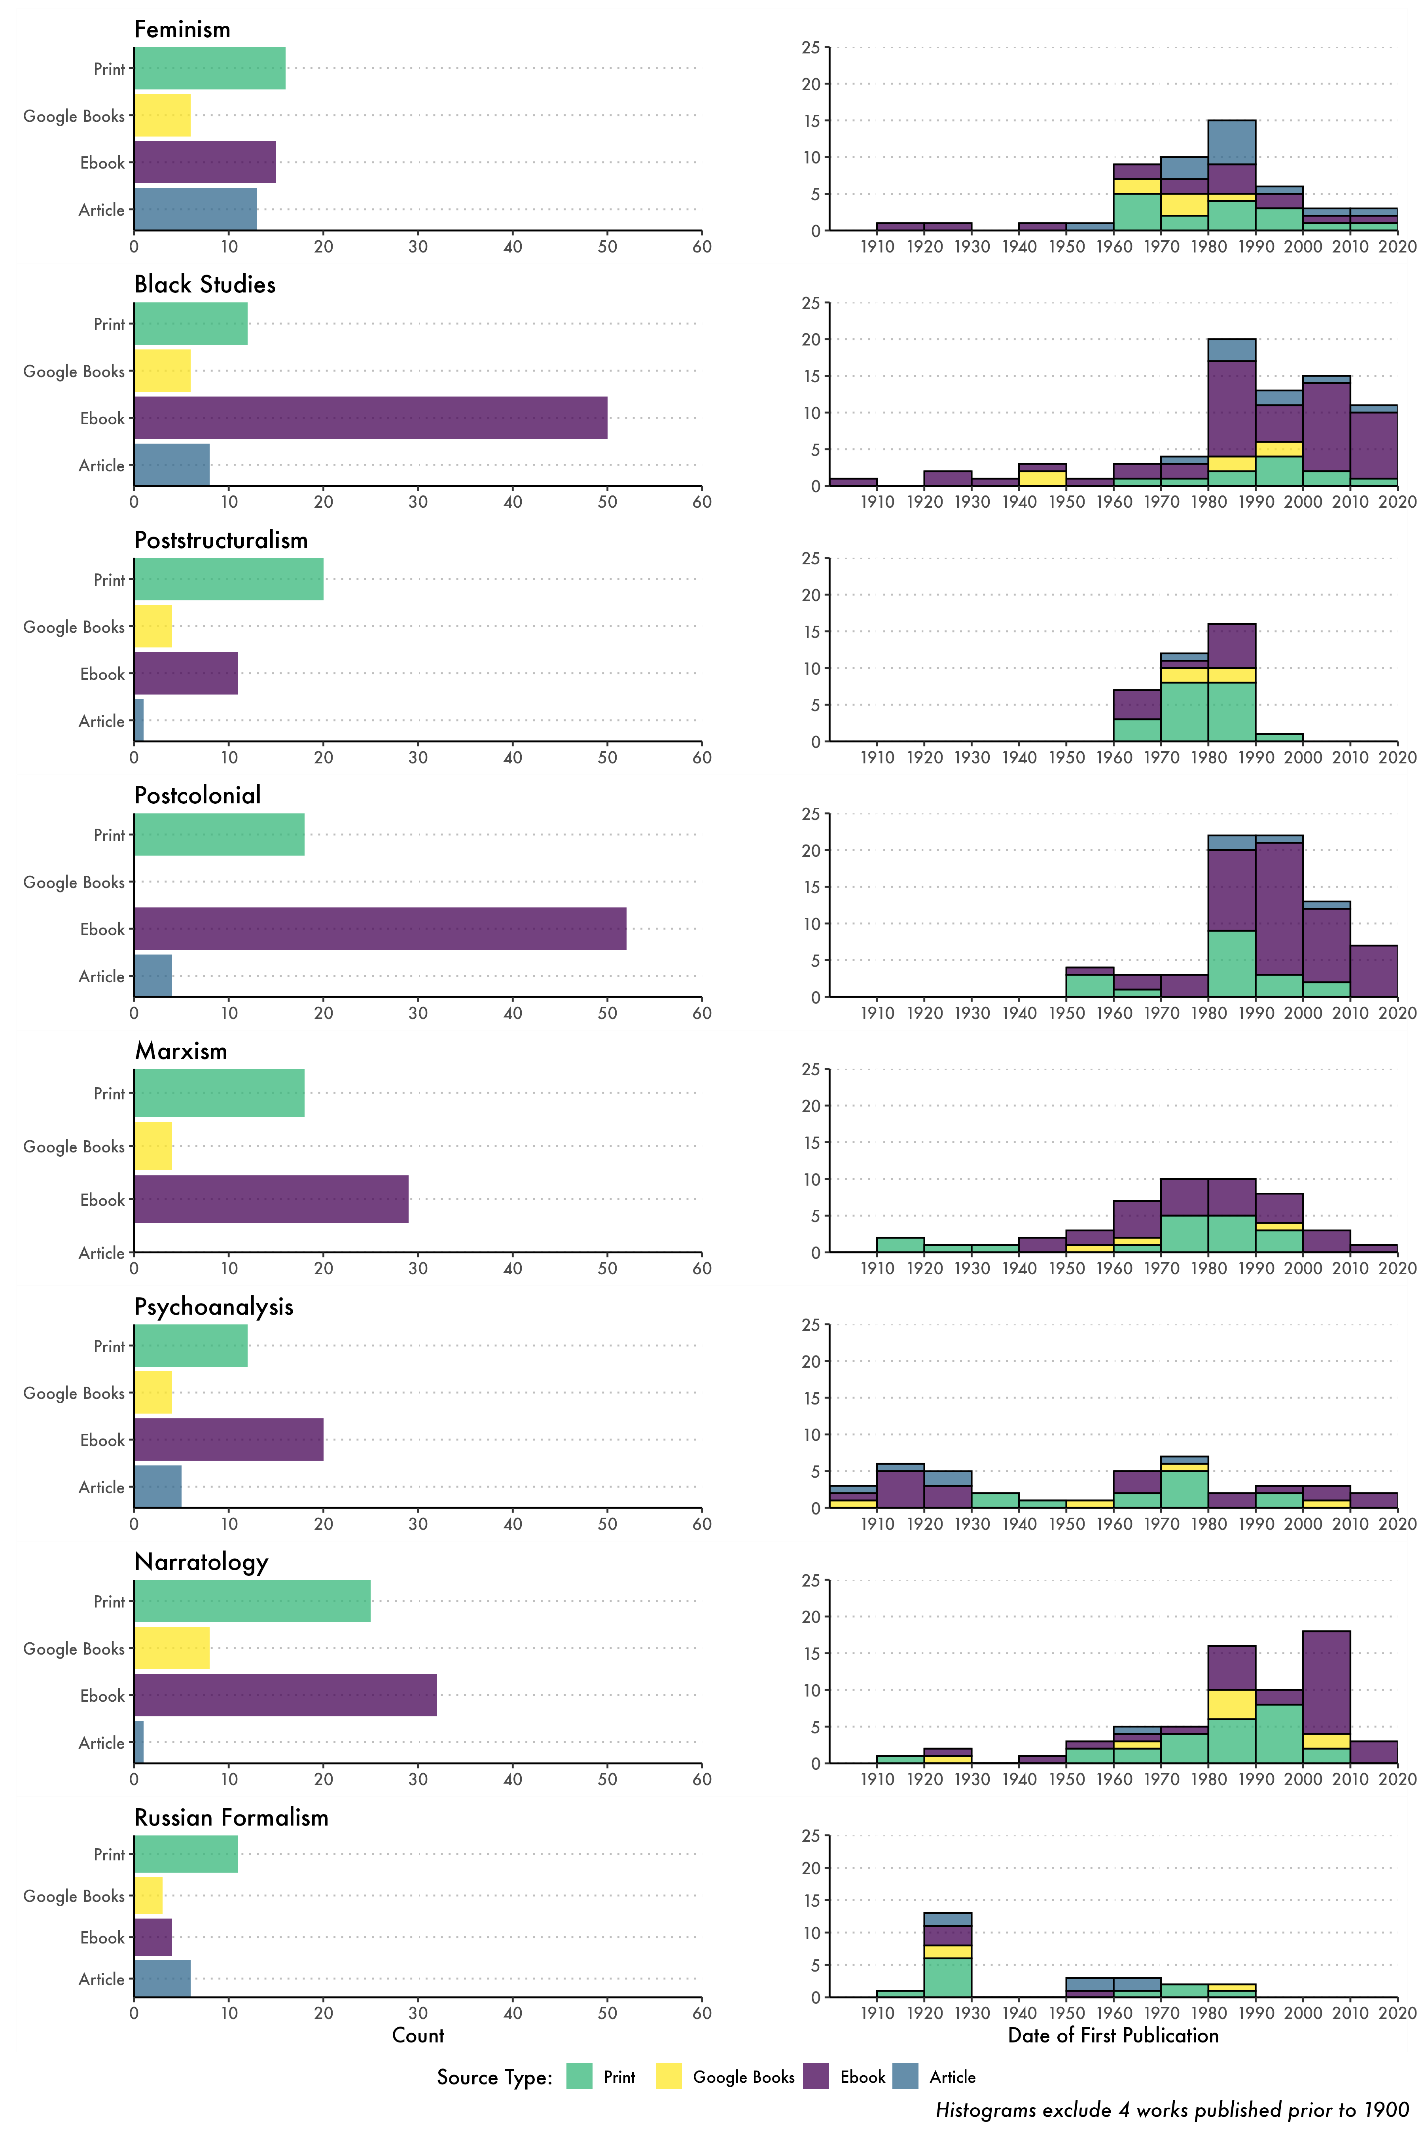 Feminism
Print
Google Books
Ebook
Article
0 10 20 30 40 50 60
25
20
15
10
5
0
1910 1920 1930 1940 1950 1960 1970 1980 1990 2000 2010 2020
Black Studies
Print
Google Books
Ebook
Article
0 10 20 30 40 50 60
25
20
15
10
5
0
1910 1920 1930 1940 1950 1960 1970 1980 1990 2000 2010 2020
Poststructuralism
Print
Google Books
Ebook
Article
0 10 20 30 40 50 60
25
20
15
10
5
0
1910 1920 1930 1940 1950 1960 1970 1980 1990 2000 2010 2020
Postcolonial
Print
Google Books
Ebook
Article
0 10 20 30 40 50 60
25
20
15
10
5
0
1910 1920 1930 1940 1950 1960 1970 1980 1990 2000 2010 2020
Marxism
Print
Google Books
Ebook
Article
0 10 20 30 40 50 60
25
20
15
10
5
0
1910 1920 1930 1940 1950 1960 1970 1980 1990 2000 2010 2020
Psychoanalysis
Print
Google Books
Ebook
Article
0 10 20 30 40 50 60
25
20
15
10
5
0
1910 1920 1930 1940 1950 1960 1970 1980 1990 2000 2010 2020
Narratology
Print
Google Books
Ebook
Article
0 10 20 30 40 50 60
25
20
15
10
5
0
1910 1920 1930 1940 1950 1960 1970 1980 1990 2000 2010 2020
Russian Formalism
Print
Google Books
Ebook
Article
0 10 20 30 40 50 60
Count
25
20
15
10
5
0
1910 1920 1930 1940 1950 1960 1970 1980 1990 2000 2010 2020
Date of First Publication
Source Type: Print Google Books Ebook Article
Histograms exclude 4 works published prior to 1900